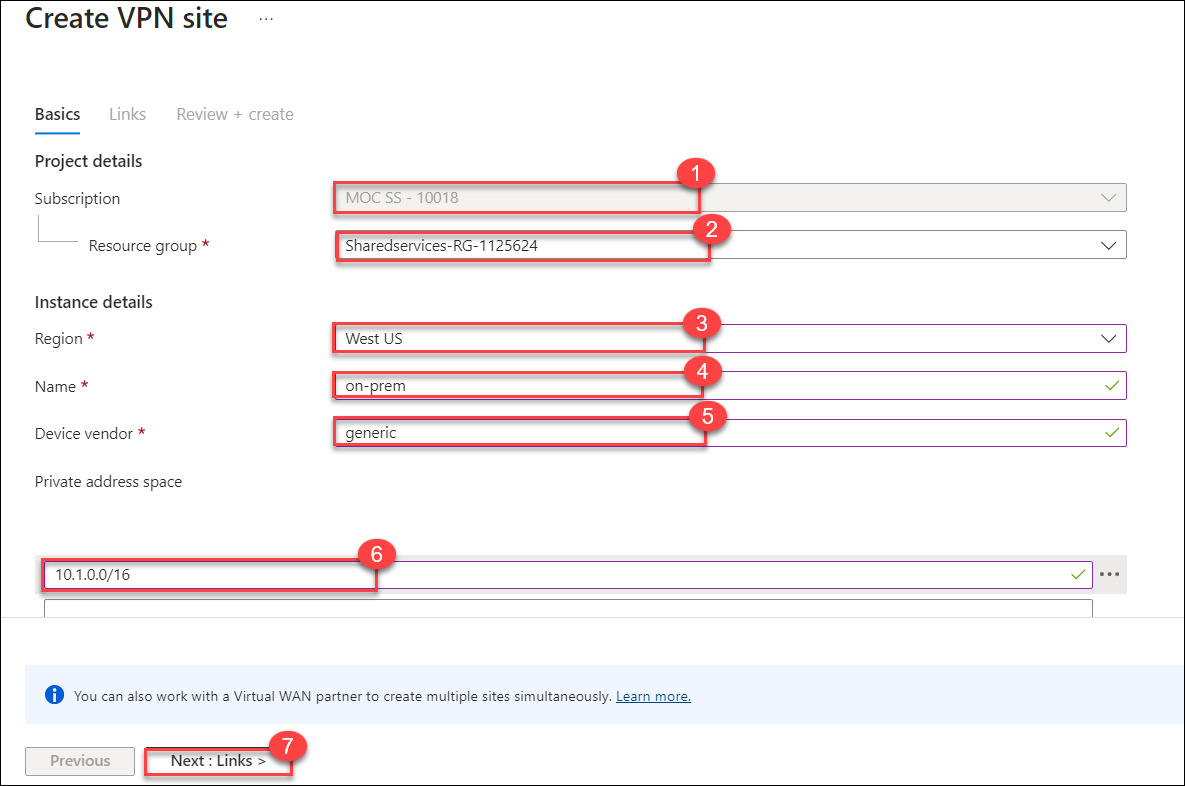 Create VPN site ...
Basics Links Review + create
Project details
1
Subscription MOC SS - 10018
2
Resource group * Sharedservices-RG-1125624
Instance details
3
Region * West US
4
Name * on-prem
5
Device vendor * generic
Private address space
6
10.1.0.0/16
You can also work with a Virtual WAN partner to create multiple sites simultaneously. Learn more.
7
Previous Next : Links >